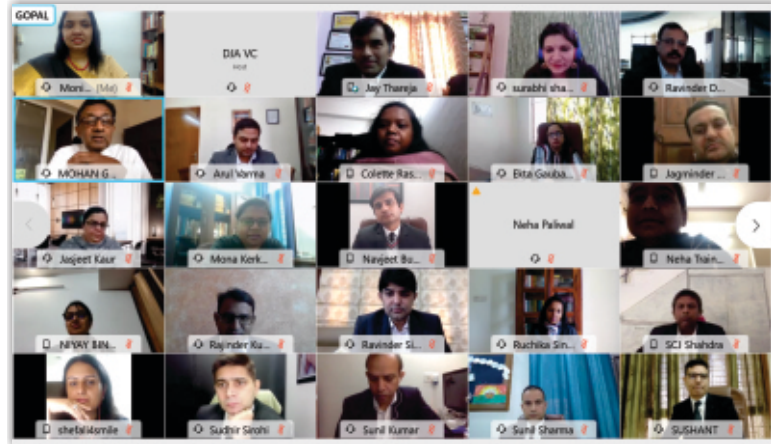 GOPAL
Moni... (Me)
DJA VC
Host
Jay Thareja
surabhi sha...
Ravinder D...
MOHAN G...
Arul Varma
Colette Ras...
Ekta Gauba...
Jagminder ...
Jasjeet Kaur
Mona Kerk...
Navjeet Bu...
Neha Paliwal
Neha Train...
NIYAY BIN...
Rajinder Ku...
Ravinder Si...
Ruchika Sin...
SCJ Shahdra
shefali4smile
Sudhir Sirohi
Sunil Kumar
Sunil Sharma
SUSHANT